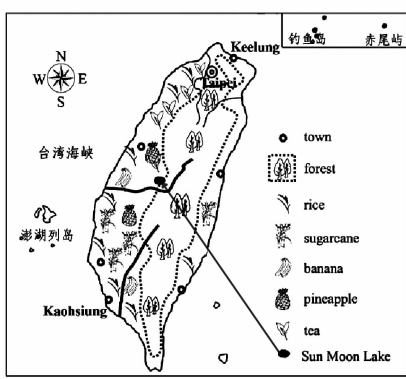 钓鱼岛
赤尾屿
Keelung
N
W E
S
Taipei
台湾海峡
town
forest
rice
澎湖列岛
sugarcane
banana
pineapple
Kaohsiung
tea
Sun Moon Lake